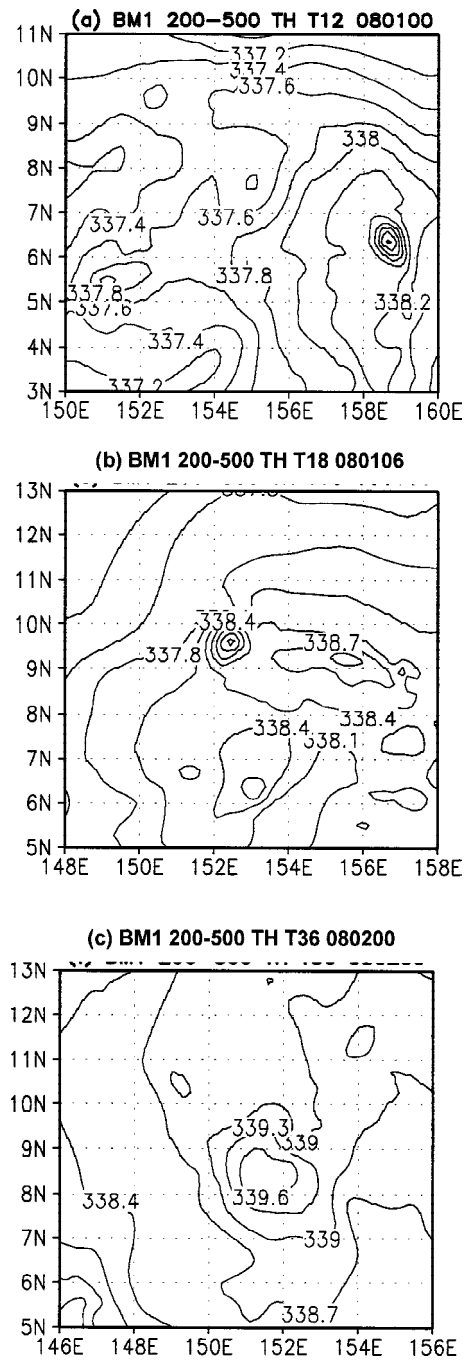 (a) BM1 200-500 TH T12 080100
11N
337.2
337.4
10N
337.6
9N
338
8N
7N
337.4
337.6
6N
337.8
337.8
5N
337.6
338.2
4N
337.4
3N
337.2
150E 152E 154E 156E 158E 160E
(b) BM1 200-500 TH T18 080106
13N
12N
11N
10N
338.4
338.7
9N
337.8
8N
338.4
338.4
338.1
7N
6N
5N
148E 150E 152E 154E 156E 158E
(c) BM1 200-500 TH T36 080200
13N
12N
11N
10N
339.3
339
9N
8N
339.6
338.4
7N
339
6N
338.7
5N
146E 148E 150E 152E 154E 156E